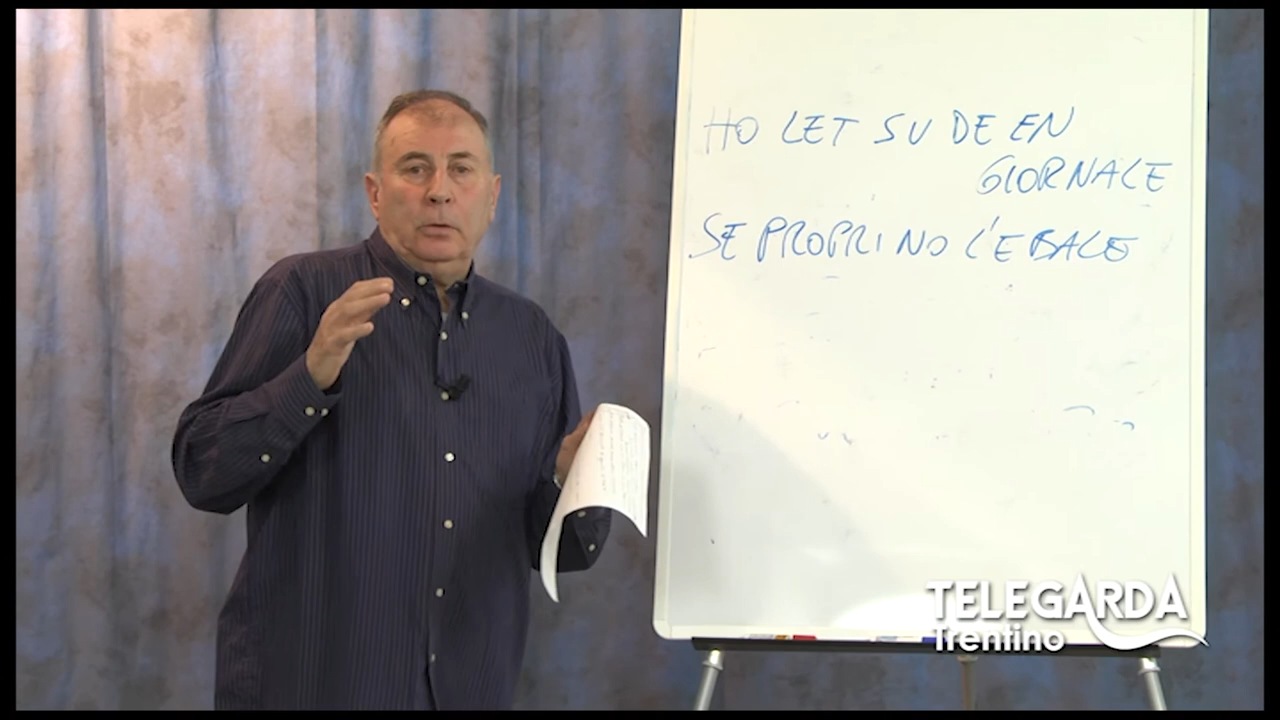 HO LET SU DE EN
GIORNALE
SE PROPRI NO L'E BALE
TELEGARDA
Trentino